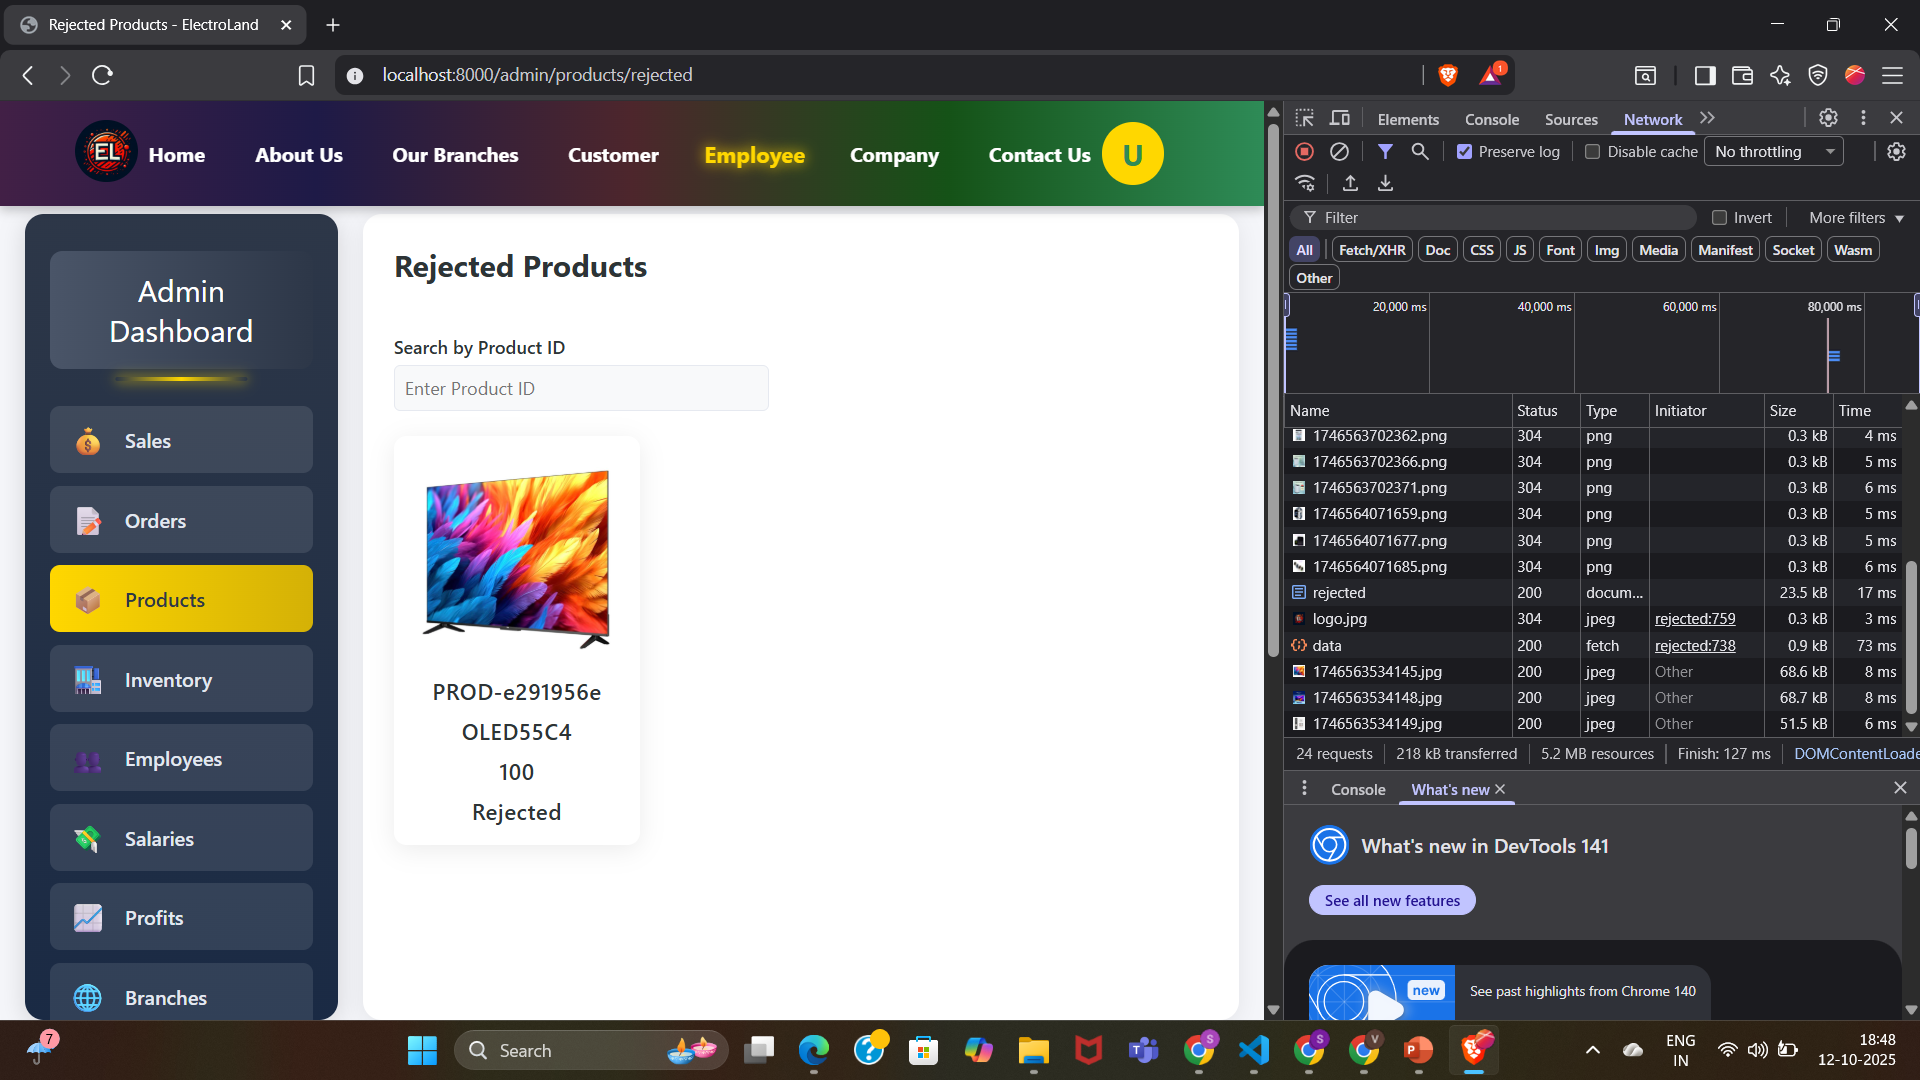 Rejected Products - ElectroLand
localhost:8000/admin/products/rejected
1
EL
Home
About Us
Our Branches
Customer
Employee
Company
Contact Us
U
Admin
Dashboard
Sales
Orders
Products
Inventory
Employees
Salaries
Profits
Branches
Rejected Products
Search by Product ID
Enter Product ID
PROD-e291956e
OLED55C4
100
Rejected
Elements
Console
Sources
Network
Preserve log
Disable cache
No throttling
Filter
Invert
More filters
All
Fetch/XHR
Doc
CSS
JS
Font
Img
Media
Manifest
Socket
Wasm
Other
20,000 ms
40,000 ms
60,000 ms
80,000 ms
Name Status Type Initiator Size Time
1746563702362.png 304 png 0.3 kB 4 ms
1746563702366.png 304 png 0.3 kB 5 ms
1746563702371.png 304 png 0.3 kB 6 ms
1746564071659.png 304 png 0.3 kB 5 ms
1746564071677.png 304 png 0.3 kB 5 ms
1746564071685.png 304 png 0.3 kB 6 ms
rejected 200 docum... 23.5 kB 17 ms
logo.jpg 304 jpeg rejected:759 0.3 kB 3 ms
data 200 fetch rejected:738 0.9 kB 73 ms
1746563534145.jpg 200 jpeg Other 68.6 kB 8 ms
1746563534148.jpg 200 jpeg Other 68.7 kB 8 ms
1746563534149.jpg 200 jpeg Other 51.5 kB 6 ms
24 requests
218 kB transferred
5.2 MB resources
Finish: 127 ms
DOMContentLoade
Console
What's new
What's new in DevTools 141
See all new features
new
See past highlights from Chrome 140
7
Search
S
S
V
ENG
IN
18:48
12-10-2025